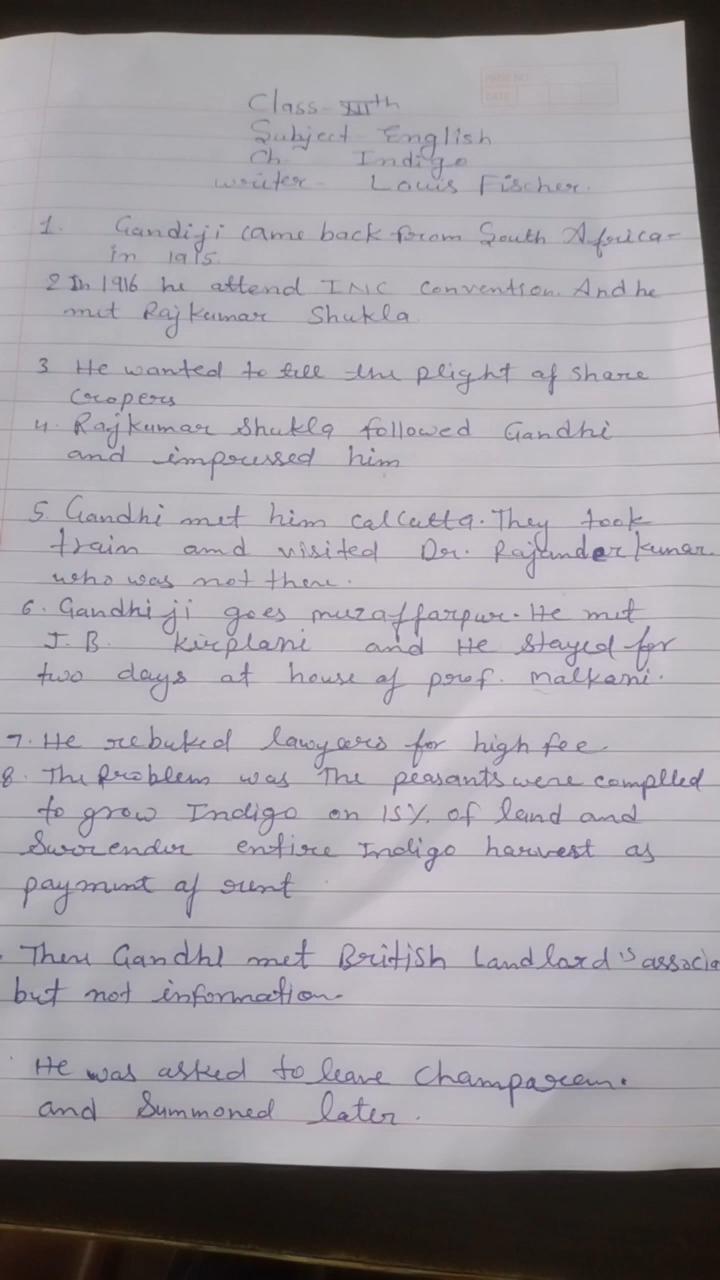 PAGE NO
DATE
Class - XIIth
Subject - English
Ch Indigo
writer - Louis Fischer.
1. Gandiji came back from South Africa-
in 1915.
2 In 1916 he attend INC convention. And he
met Rajkumar Shukla
3 He wanted to tell the plight of share
Croopers
4. Rajkumar Shukla followed Gandhi
and impressed him
5. Gandhi met him calcutta. They took
train amd visited Dr. Rajender kumar
who was not there.
6. Gandhiji goes muzaffarpur. He met
J. B. Kirplani and He stayed for
two days at house of prof. malkani.
7. He rebuked lawyers for high fee.
8. The Problem was The peasants were complled
to grow Indigo on 15% of land and
Surrender entire Indigo harvest as
payment of rent
Then Gandhi met British Landlord's associa
but not information.
He was asked to leave Champaran.
and Summoned later.